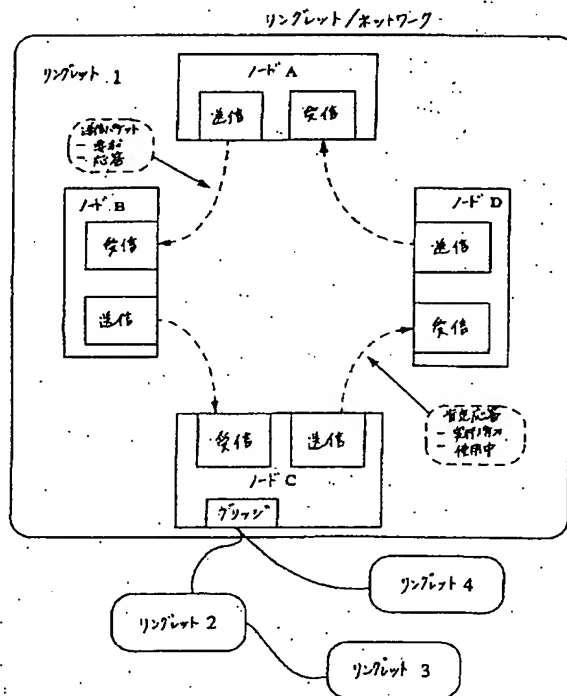 リングレット/ネットワーク
リングレット 1
ノード A
送信
受信
送信パケット
- 要求
- 応答
ノード B
受信
送信
ノード D
送信
受信
受信
送信
ノード C
ブリッジ
肯定応答
- 実行
- 使用中
リングレット 4
リングレット 2
リングレット 3